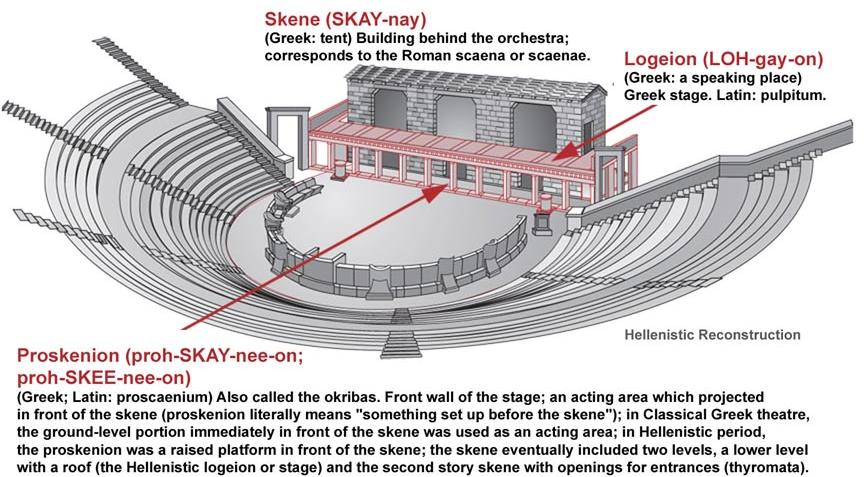 Skene (SKAY-nay)
(Greek: tent) Building behind the orchestra;
corresponds to the Roman scaena or scaenae.
Logeion (LOH-gay-on)
(Greek: a speaking place)
Greek stage. Latin: pulpitum.
Hellenistic Reconstruction
Proskenion (proh-SKAY-nee-on;
proh-SKEE-nee-on)
(Greek; Latin: proscaenium) Also called the okribas. Front wall of the stage; an acting area which projected
in front of the skene (proskenion literally means "something set up before the skene"); in Classical Greek theatre,
the ground-level portion immediately in front of the skene was used as an acting area; in Hellenistic period,
the proskenion was a raised platform in front of the skene; the skene eventually included two levels, a lower level
with a roof (the Hellenistic logeion or stage) and the second story skene with openings for entrances (thyromata).